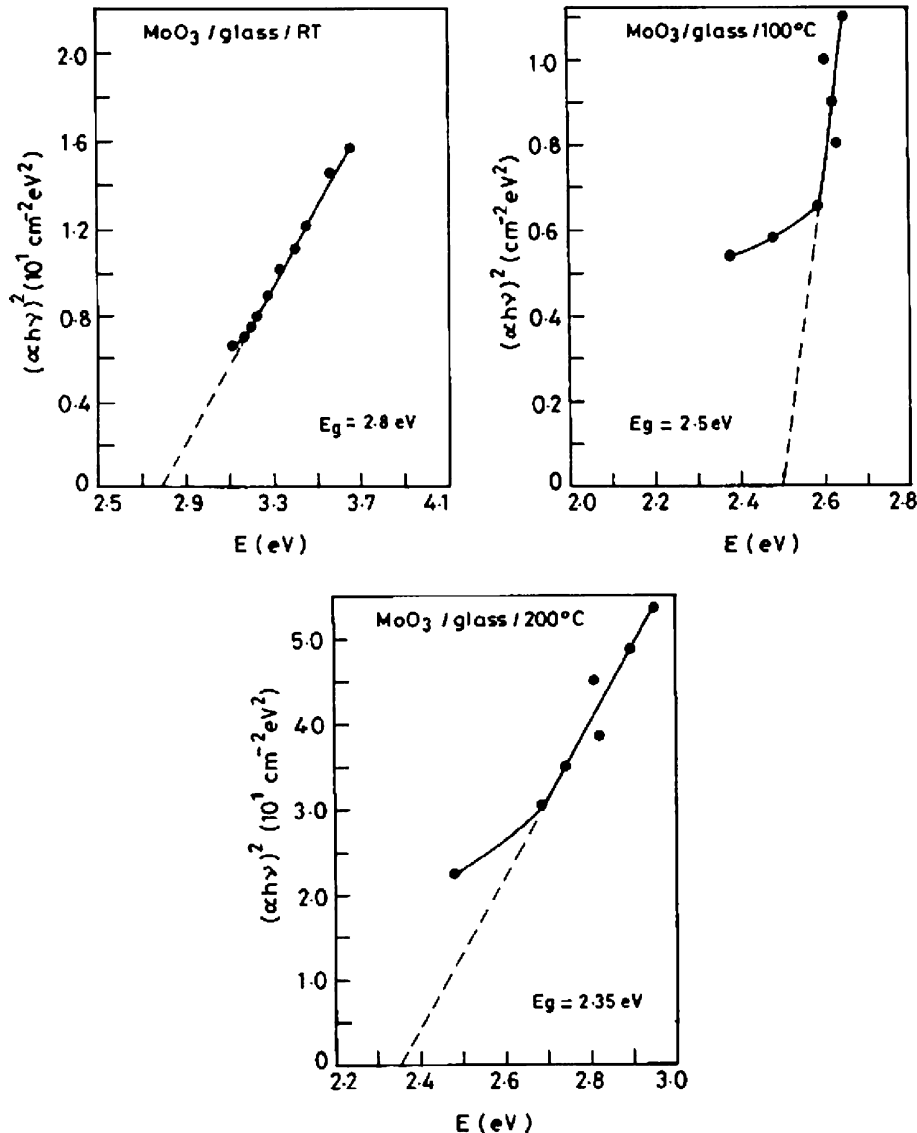 MoO₃/glass/RT
2·0
1·6
1·2
0·8
0·4
0
(αhν)² (10¹ cm⁻² eV²)
Eg = 2·8 eV
2·5 2·9 3·3 3·7 4·1
E (eV)
MoO₃/glass/100°C
1·0
0·8
0·6
0·4
0·2
0
(αhν)² (cm⁻² eV²)
Eg = 2·5 eV
2·0 2·2 2·4 2·6 2·8
E (eV)
MoO₃/glass/200°C
5·0
4·0
3·0
2·0
1·0
0
(αhν)² (10¹ cm⁻² eV²)
Eg = 2·35 eV
2·2 2·4 2·6 2·8 3·0
E (eV)